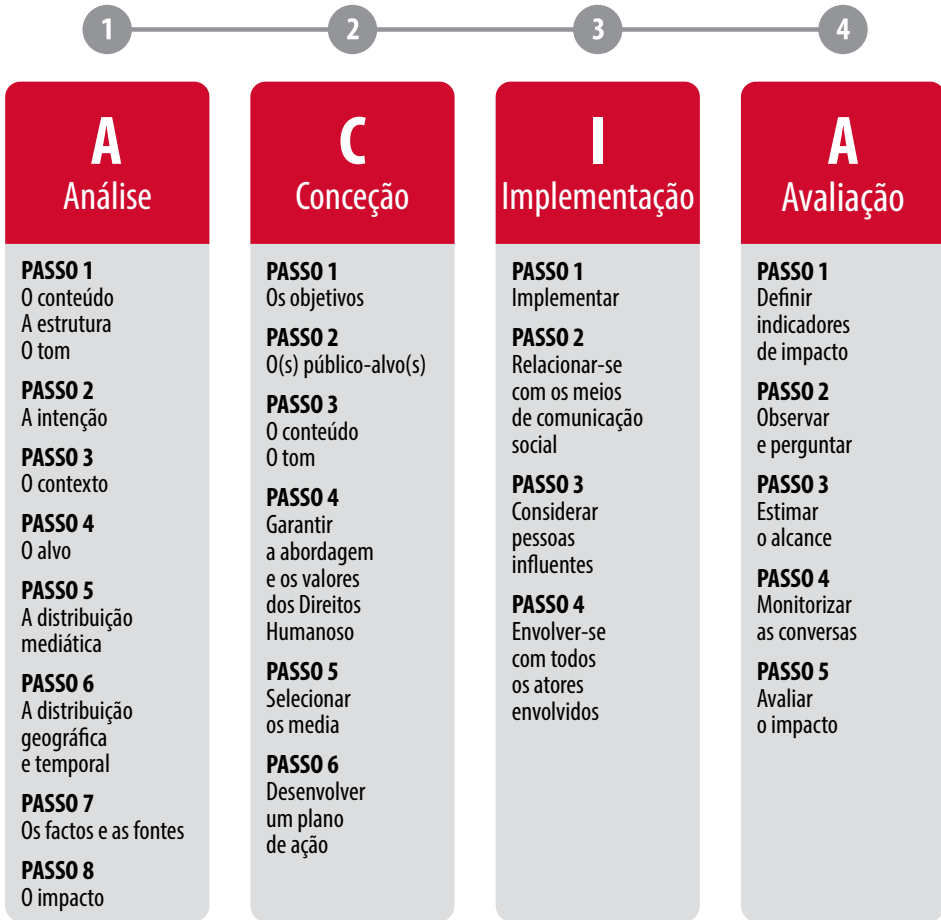 1
2
3
4
A
Análise
PASSO 1
O conteúdo
A estrutura
O tom
PASSO 2
A intenção
PASSO 3
O contexto
PASSO 4
O alvo
PASSO 5
A distribuição
mediática
PASSO 6
A distribuição
geográfica
e temporal
PASSO 7
Os factos e as fontes
PASSO 8
O impacto
C
Conceção
PASSO 1
Os objetivos
PASSO 2
O(s) público-alvo(s)
PASSO 3
O conteúdo
O tom
PASSO 4
Garantir
a abordagem
e os valores
dos Direitos
Humanoso
PASSO 5
Selecionar
os media
PASSO 6
Desenvolver
um plano
de ação
I
Implementação
PASSO 1
Implementar
PASSO 2
Relacionar-se
com os meios
de comunicação
social
PASSO 3
Considerar
pessoas
influentes
PASSO 4
Envolver-se
com todos
os atores
envolvidos
A
Avaliação
PASSO 1
Definir
indicadores
de impacto
PASSO 2
Observar
e perguntar
PASSO 3
Estimar
o alcance
PASSO 4
Monitorizar
as conversas
PASSO 5
Avaliar
o impacto